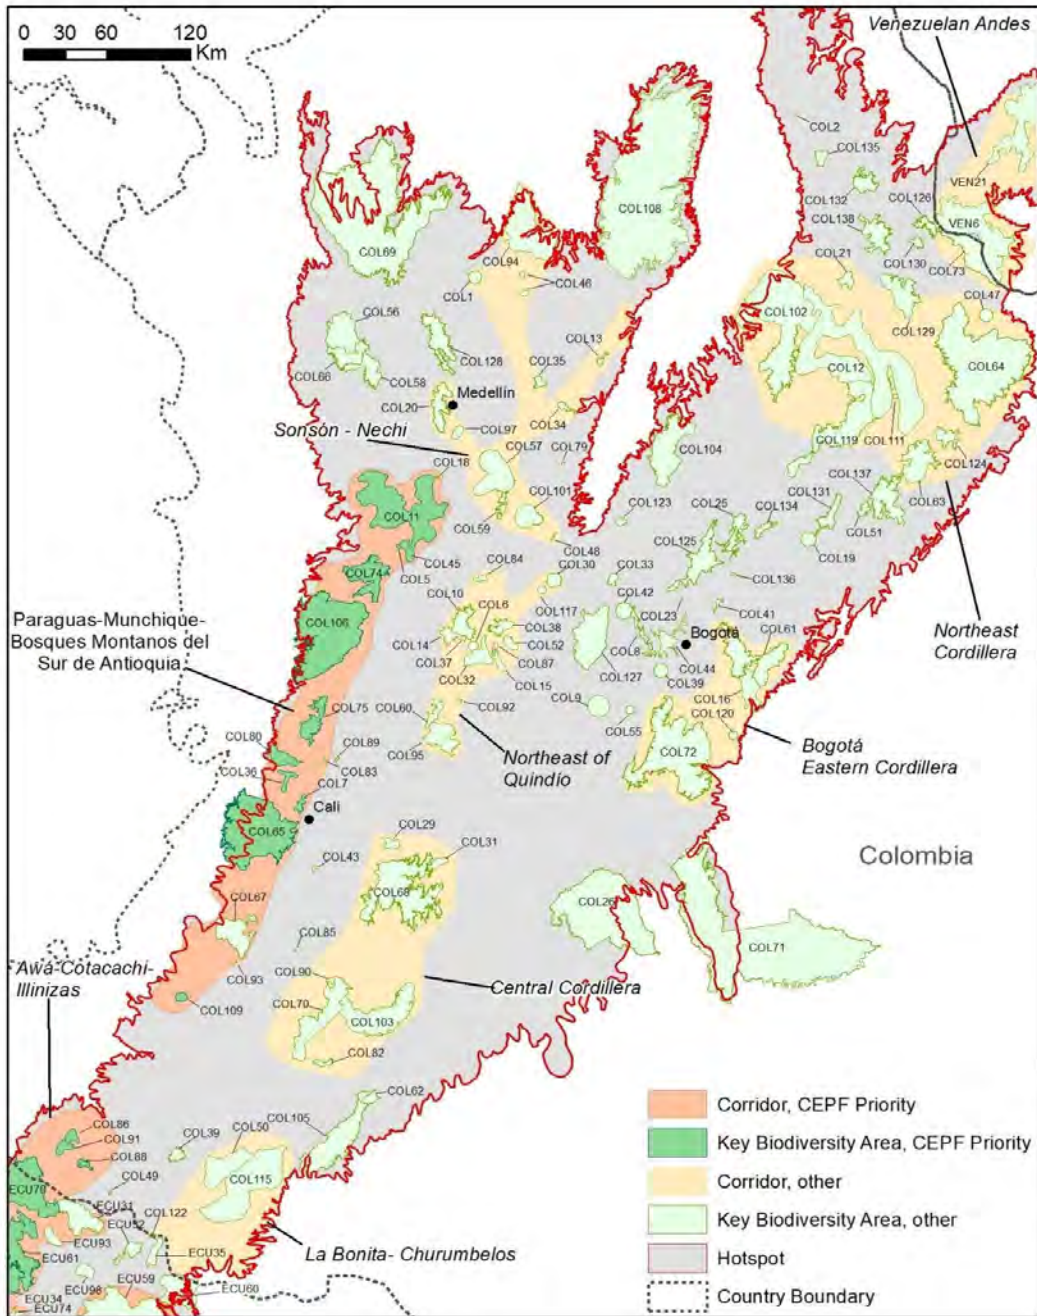 0 30 60 120
Km
Venezuelan Andes
COL2
COL135
VEN21
COL132
COL126
COL108
COL138
VEN6
COL69
COL94
COL21
COL130
COL73
COL46
COL1
COL47
COL56
COL102
COL129
COL13
COL128
COL35
COL12
COL64
COL66
COL58
Medellín
COL20
COL34
COL97
Sonsón - Nechí
COL57
COL79
COL104
COL119
COL111
COL124
COL18
COL137
COL101
COL123
COL25
COL131
COL63
COL11
COL134
COL59
COL51
COL125
COL48
COL19
COL84
COL45
COL30
COL33
COL74
COL5
COL136
COL10
COL6
COL42
COL117
COL23
COL41
Paraguas-Munchique-
Bosques Montanos del
Sur de Antioquia
COL106
COL38
COL61
COL14
COL52
COL8
Bogotá
Northeast
Cordillera
COL37
COL87
COL44
COL32
COL127
COL39
COL15
COL9
COL16
COL75
COL60
COL92
COL120
COL80
COL55
COL89
COL95
Northeast of
Quindío
COL72
Bogotá
Eastern Cordillera
COL36
COL83
COL7
Cali
COL65
COL29
COL31
COL43
Colombia
COL68
COL67
COL26
COL85
COL71
Awá-Cotacachi-
Illinizas
COL93
COL90
Central Cordillera
COL109
COL70
COL103
COL82
COL62
COL86
COL105
COL91
COL39
COL50
COL88
COL49
COL115
ECU70
ECU31
COL122
ECU52
ECU93
ECU35
La Bonita- Churumbelos
ECU61
ECU59
ECU98
ECU60
ECU34
ECU74
Corridor, CEPF Priority
Key Biodiversity Area, CEPF Priority
Corridor, other
Key Biodiversity Area, other
Hotspot
Country Boundary